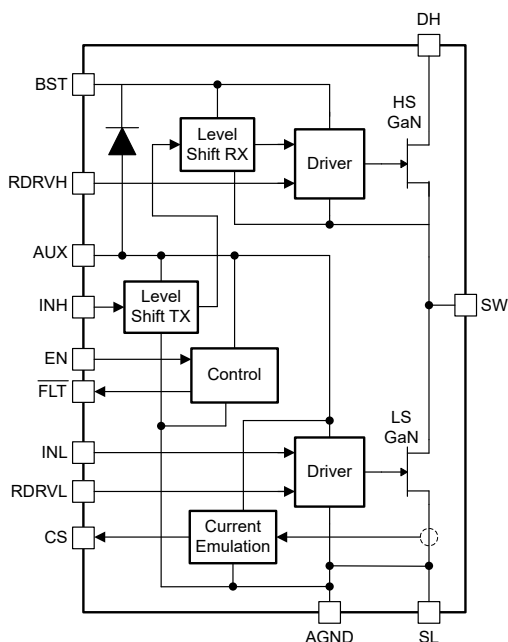 DH
BST
HS
GaN
Level
Shift RX
Driver
RDRVH
AUX
INH
Level
Shift TX
SW
EN
Control
F̅L̅T̅
LS
GaN
INL
Driver
RDRVL
CS
Current
Emulation
AGND
SL